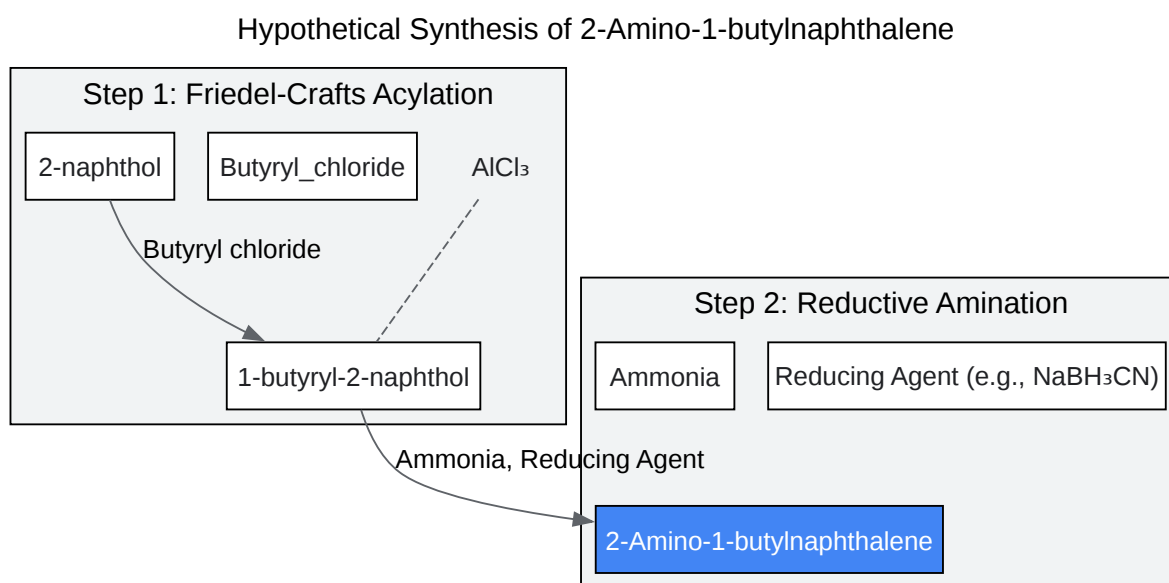 Hypothetical Synthesis of 2-Amino-1-butylnaphthalene
Step 1: Friedel-Crafts Acylation
2-naphthol
Butyryl_chloride
AlCl₃
Butyryl chloride
1-butyryl-2-naphthol
Step 2: Reductive Amination
Ammonia
Reducing Agent (e.g., NaBH₃CN)
Ammonia, Reducing Agent
2-Amino-1-butylnaphthalene